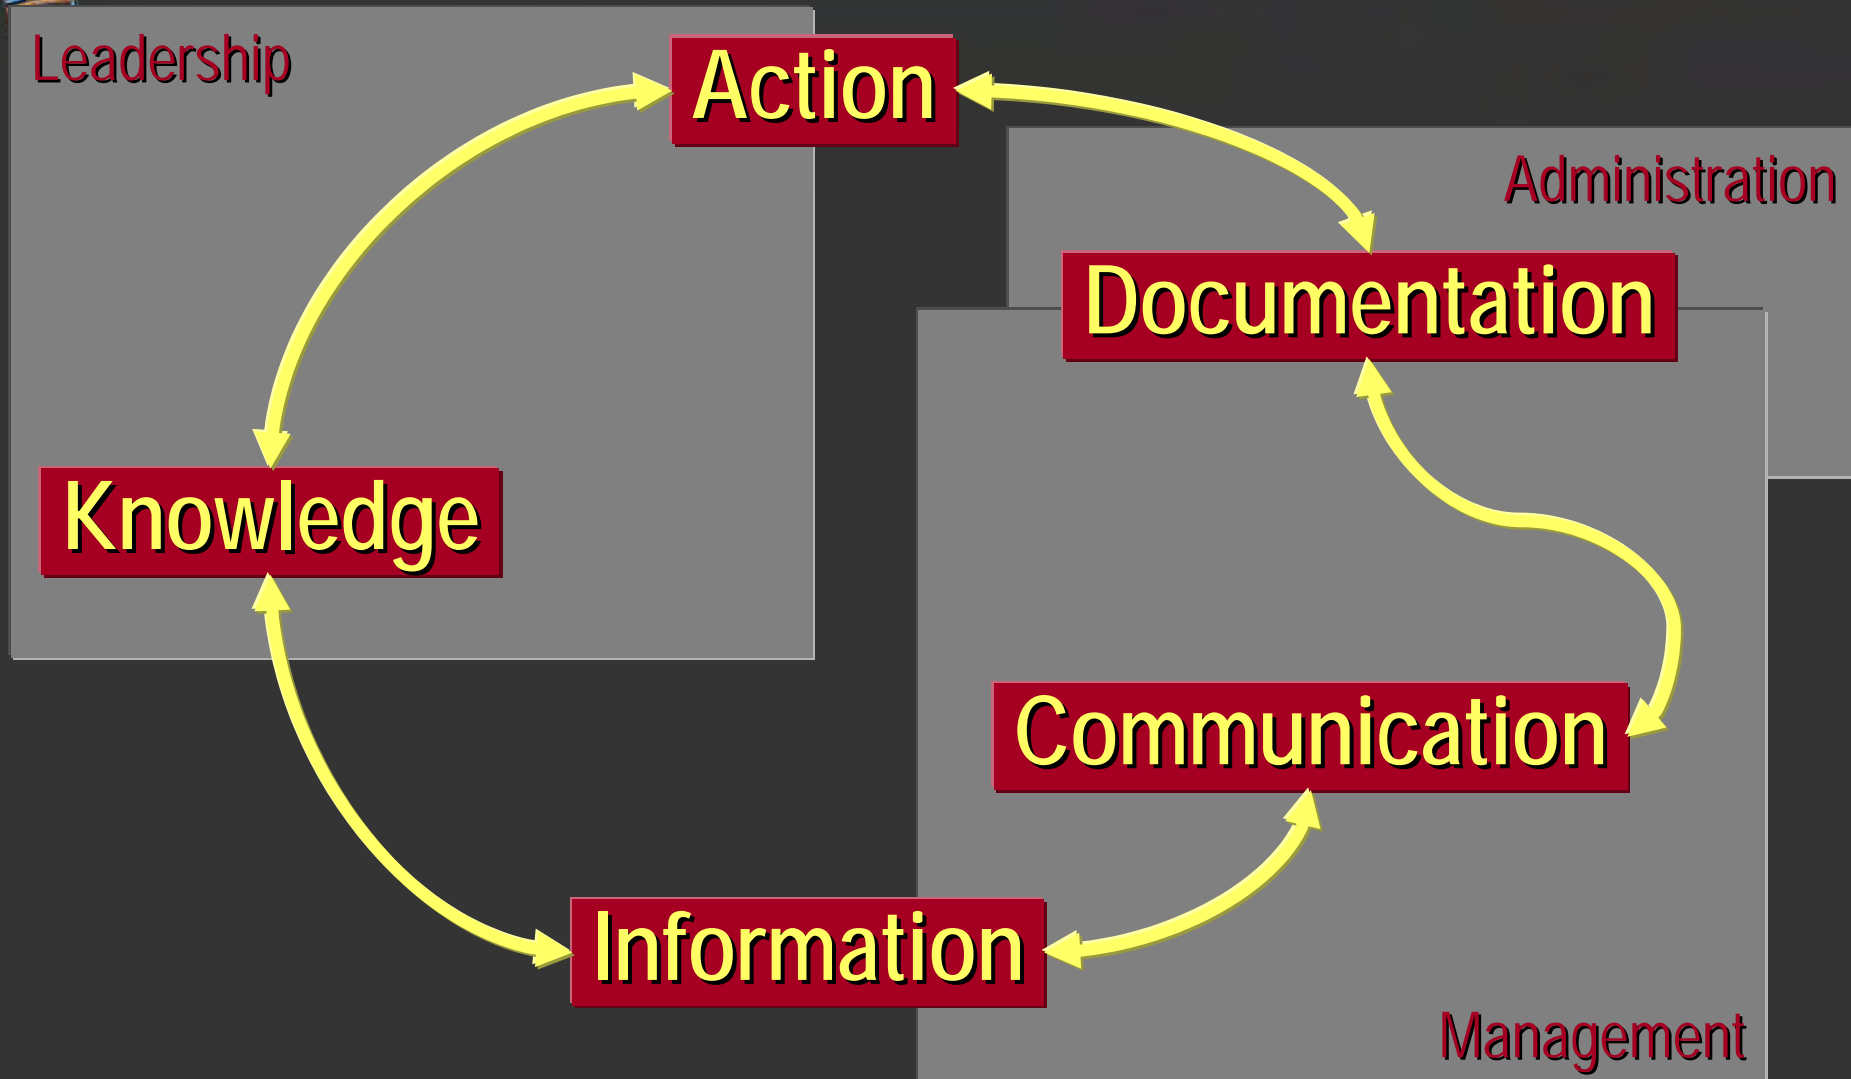 Leadership
Action
Administration
Documentation
Knowledge
Communication
Information
Management